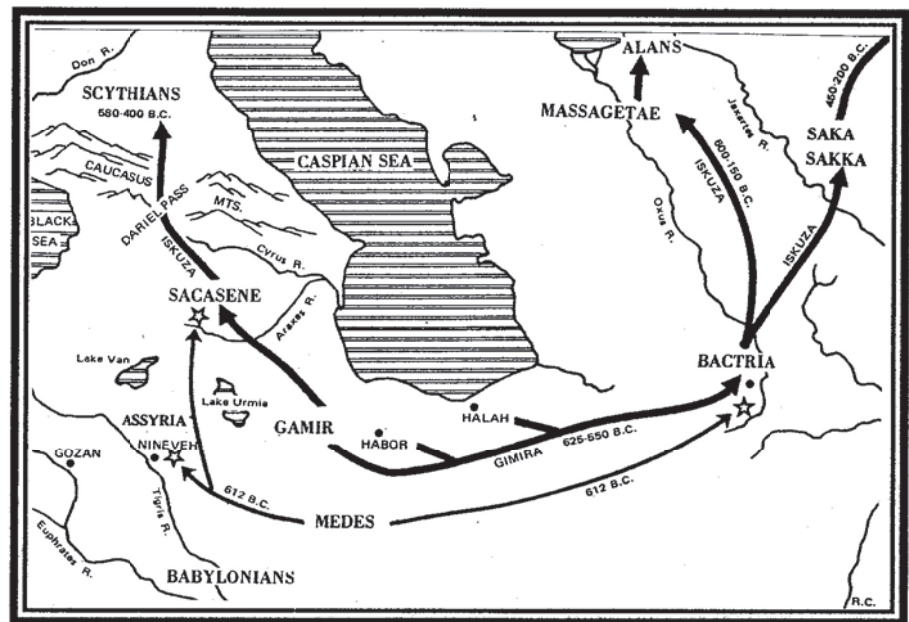 Don R.
SCYTHIANS
580-400 B.C.
CAUCASUS
MTS.
DARIEL PASS
BLACK
SEA
ISKUZA
Cyrus R.
SACASENE
Araxes R.
CASPIAN SEA
ALANS
MASSAGETAE
Jaxartes R.
450-200 B.C.
SAKA
SAKKA
600-150 B.C.
ISKUZA
Oxus R.
ISKUZA
BACTRIA
Lake Van
Lake Urmia
ASSYRIA
NINEVEH
GOZAN
GAMIR
HABOR
HALAH
GIMIRA
625-550 B.C.
612 B.C.
MEDES
612 B.C.
Tigris R.
Euphrates R.
BABYLONIANS
R.C.